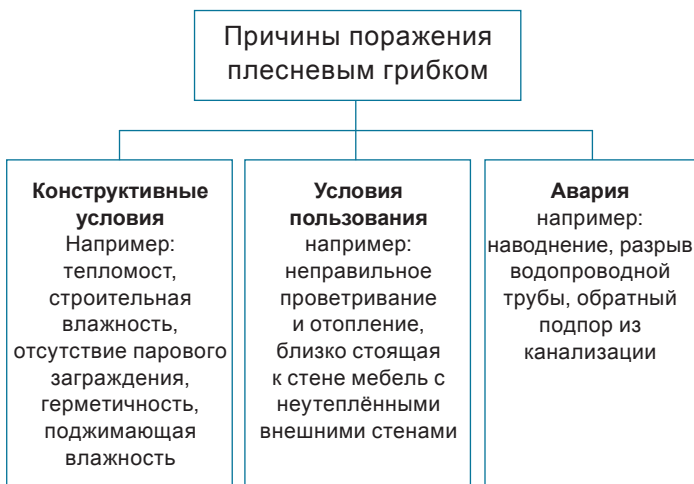 Причины поражения
плесневым грибком
Конструктивные
условия
Например:
тепломост,
строительная
влажность,
отсутствие парового
заграждения,
герметичность,
поджимающая
влажность
Условия
пользования
например:
неправильное
проветривание
и отопление,
близко стоящая
к стене мебель с
неутеплёнными
внешними стенами
Авария
например:
наводнение, разрыв
водопроводной
трубы, обратный
подпор из
канализации